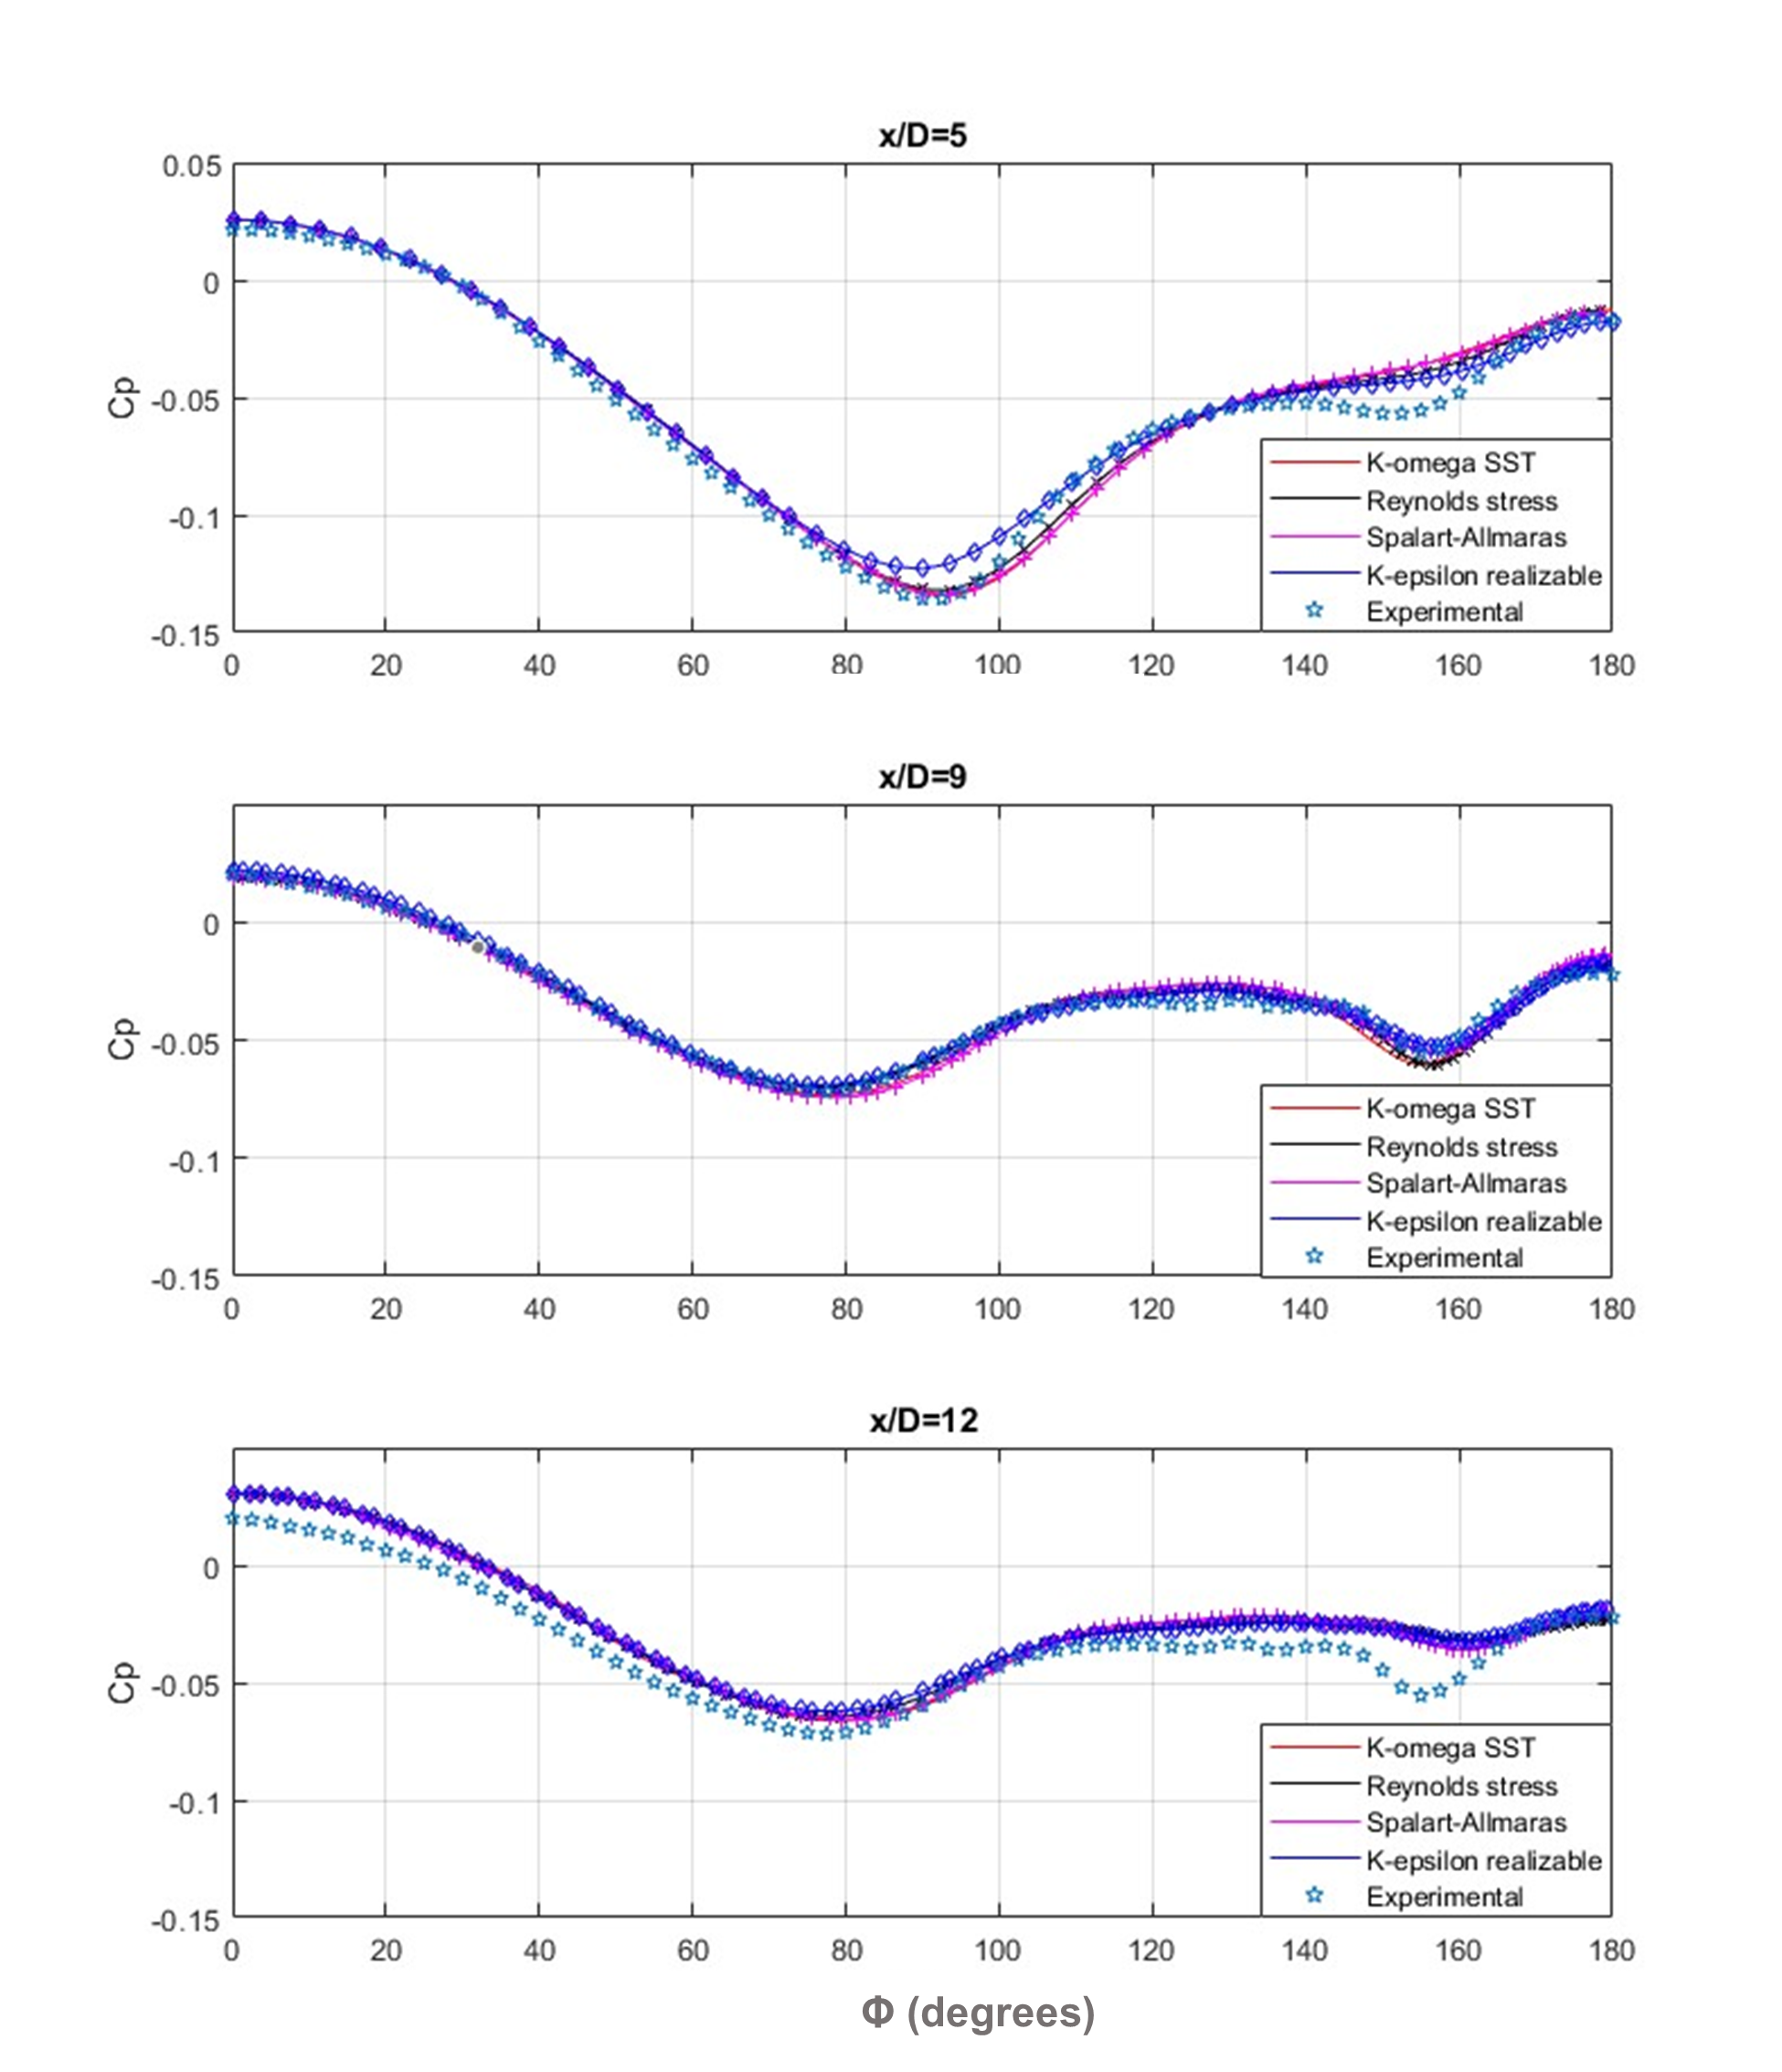 x/D=5
0.05
0
-0.05
-0.1
-0.15
Cp
0 20 40 60 80 100 120 140 160 180
K-omega SST
Reynolds stress
Spalart-Allmaras
K-epsilon realizable
Experimental
x/D=9
0
-0.05
-0.1
-0.15
Cp
0 20 40 60 80 100 120 140 160 180
K-omega SST
Reynolds stress
Spalart-Allmaras
K-epsilon realizable
Experimental
x/D=12
0
-0.05
-0.1
-0.15
Cp
0 20 40 60 80 100 120 140 160 180
K-omega SST
Reynolds stress
Spalart-Allmaras
K-epsilon realizable
Experimental
Φ (degrees)